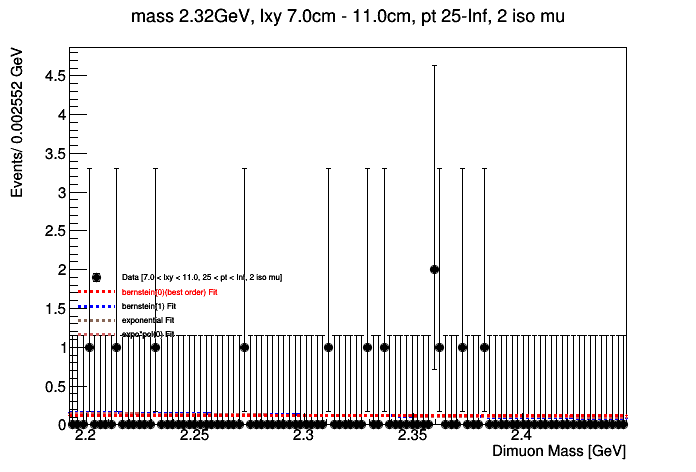 mass 2.32GeV, lxy 7.0cm - 11.0cm, pt 25-Inf, 2 iso mu
Events/ 0.002552 GeV
4.5
4
3.5
3
2.5
2
1.5
1
0.5
0
Data [7.0 < lxy < 11.0, 25 < pt < Inf, 2 iso mu]
bernstein(0)(best order) Fit
bernstein(1) Fit
exponential Fit
expo*pol(0) Fit
2.2 2.25 2.3 2.35 2.4
Dimuon Mass [GeV]